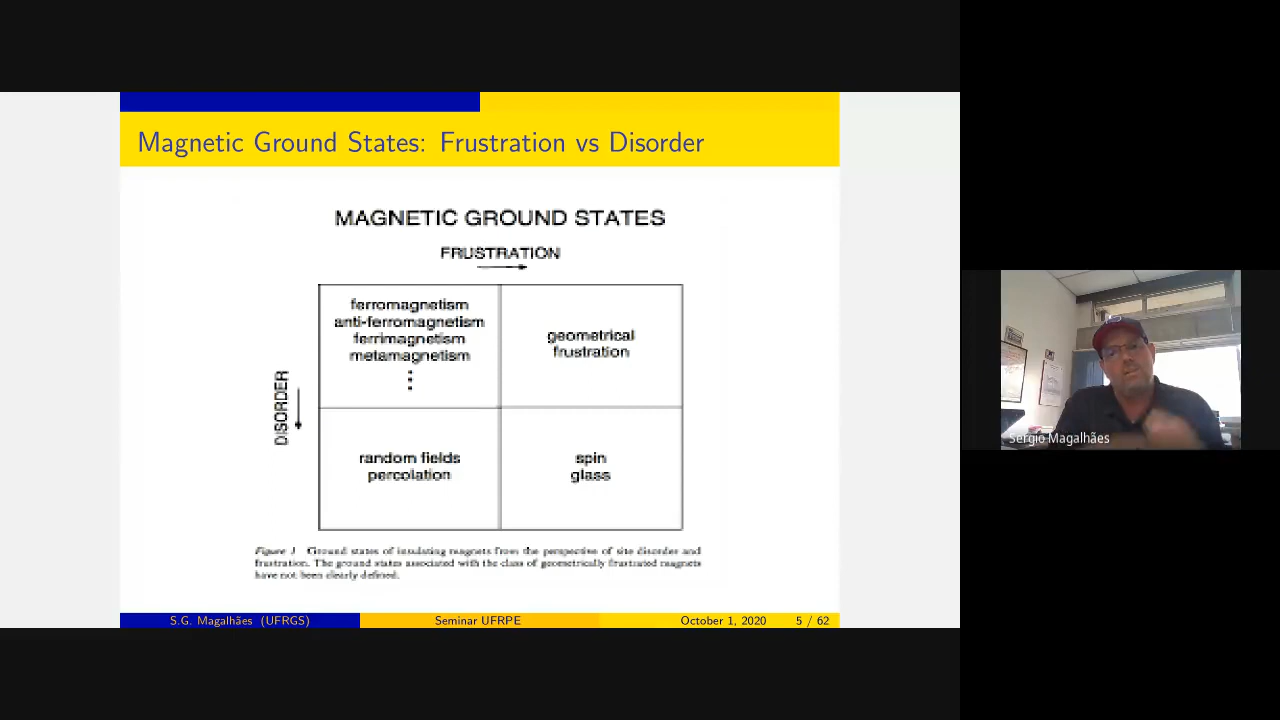 Magnetic Ground States: Frustration vs Disorder
MAGNETIC GROUND STATES
FRUSTRATION
DISORDER
ferromagnetism
anti-ferromagnetism
ferrimagnetism
metamagnetism
geometrical
frustration
random fields
percolation
spin
glass
Figure 1 Ground states of insulating magnets from the perspective of site disorder and
frustration. The ground states associated with the class of geometrically frustrated magnets
have not been clearly defined.
S.G. Magalhães (UFRGS)
Seminar UFRPE
October 1, 2020
5 / 62
Sergio Magalhães